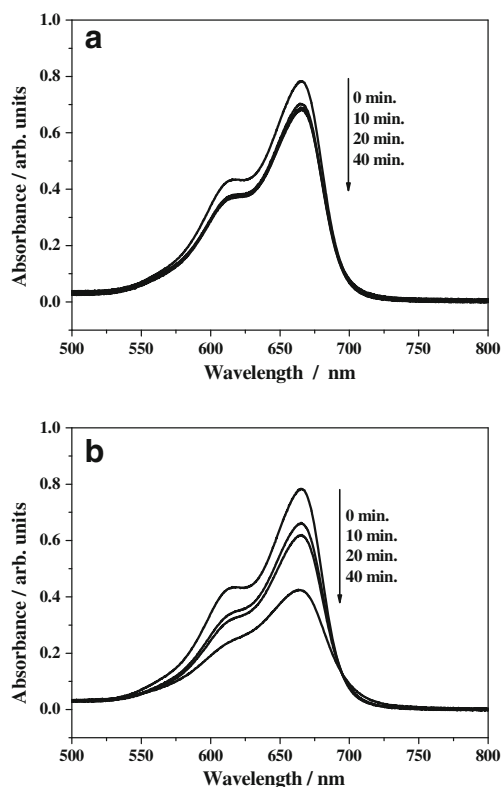 a
1.0
0.8
0.6
0.4
0.2
0.0
Absorbance / arb. units
0 min.
10 min.
20 min.
40 min.
500 550 600 650 700 750 800
Wavelength / nm
b
1.0
0.8
0.6
0.4
0.2
0.0
Absorbance / arb. units
0 min.
10 min.
20 min.
40 min.
500 550 600 650 700 750 800
Wavelength / nm